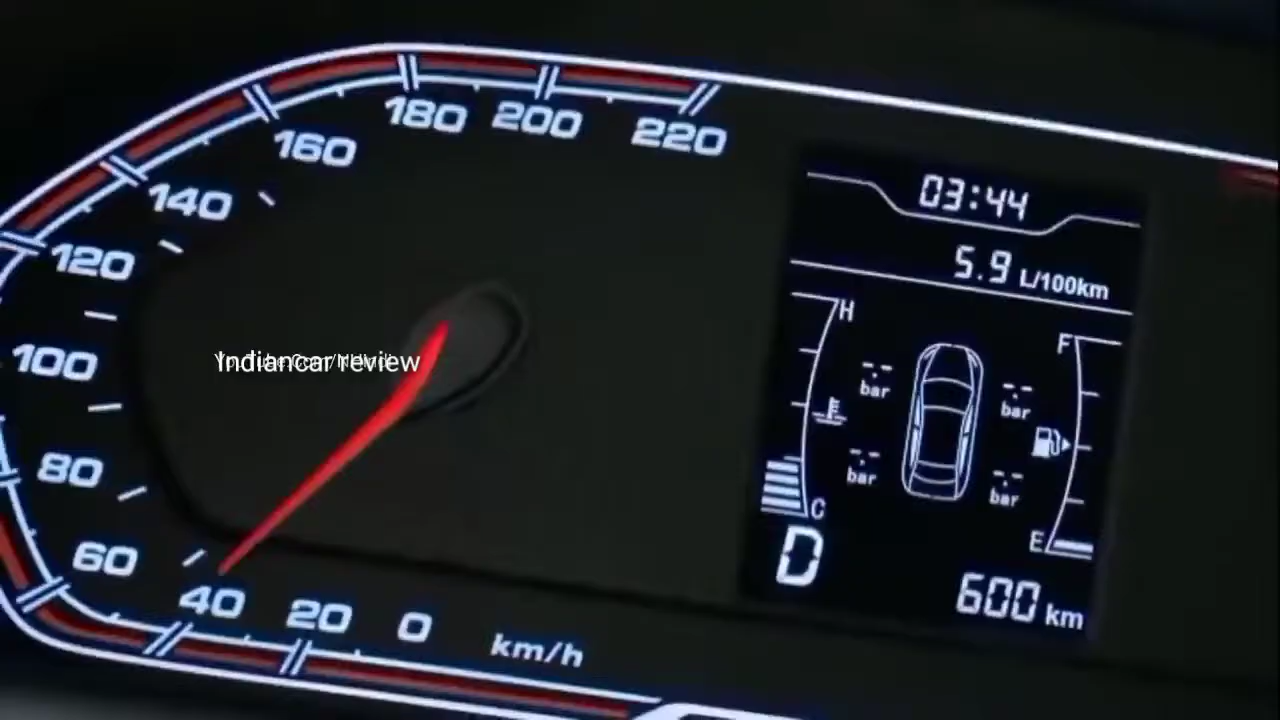 180
200
220
160
140
120
100
80
60
40
20
0
km/h
Indiancar review
03:44
5.9 L/100km
H
F
-.-
bar
-.-
bar
-.-
bar
-.-
bar
C
E
D
600 km